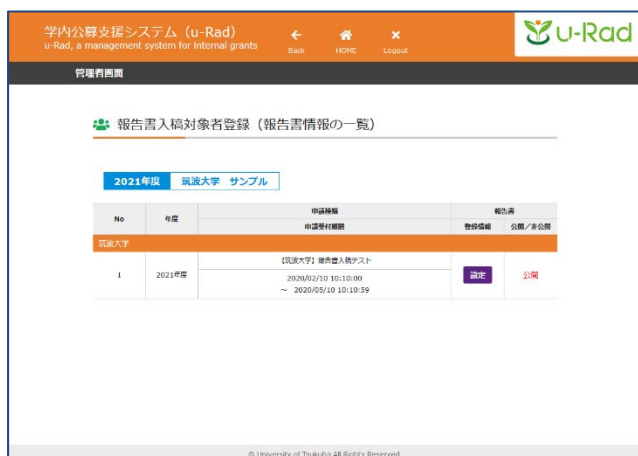 学内公募支援システム（u-Rad）
u-Rad, a management system for internal grants
Back
HOME
Logout
u-Rad
管理者画面
報告書入稿対象者登録（報告書情報の一覧）
2021年度 筑波大学 サンプル
No 年度 申請種類 報告書
申請受付期間 登録情報 公開／非公開
筑波大学
1 2021年度 【筑波大学】報告書入稿テスト 設定 公開
2020/02/10 10:10:00
～ 2020/05/10 10:10:59
© University of Tsukuba All Rights Reserved.